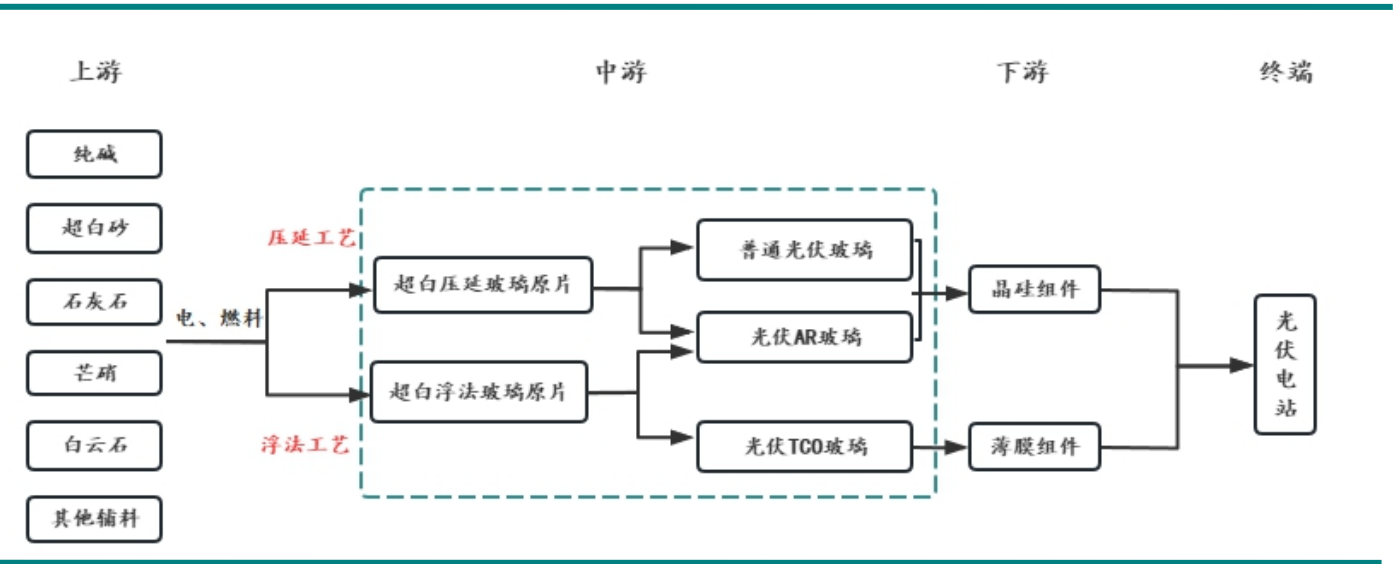 上游
中游
下游
终端
纯碱
超白砂
石灰石
芒硝
白云石
其他辅料
电、燃料
压延工艺
浮法工艺
超白压延玻璃原片
超白浮法玻璃原片
普通光伏玻璃
光伏AR玻璃
光伏TCO玻璃
晶硅组件
薄膜组件
光
伏
电
站